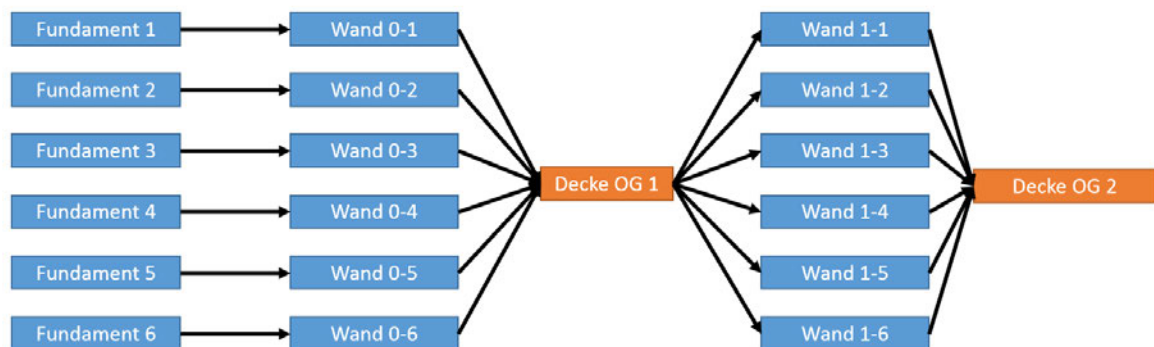 Fundament 1
Wand 0-1
Wand 1-1
Fundament 2
Wand 0-2
Wand 1-2
Fundament 3
Wand 0-3
Wand 1-3
Decke OG 1
Decke OG 2
Fundament 4
Wand 0-4
Wand 1-4
Fundament 5
Wand 0-5
Wand 1-5
Fundament 6
Wand 0-6
Wand 1-6